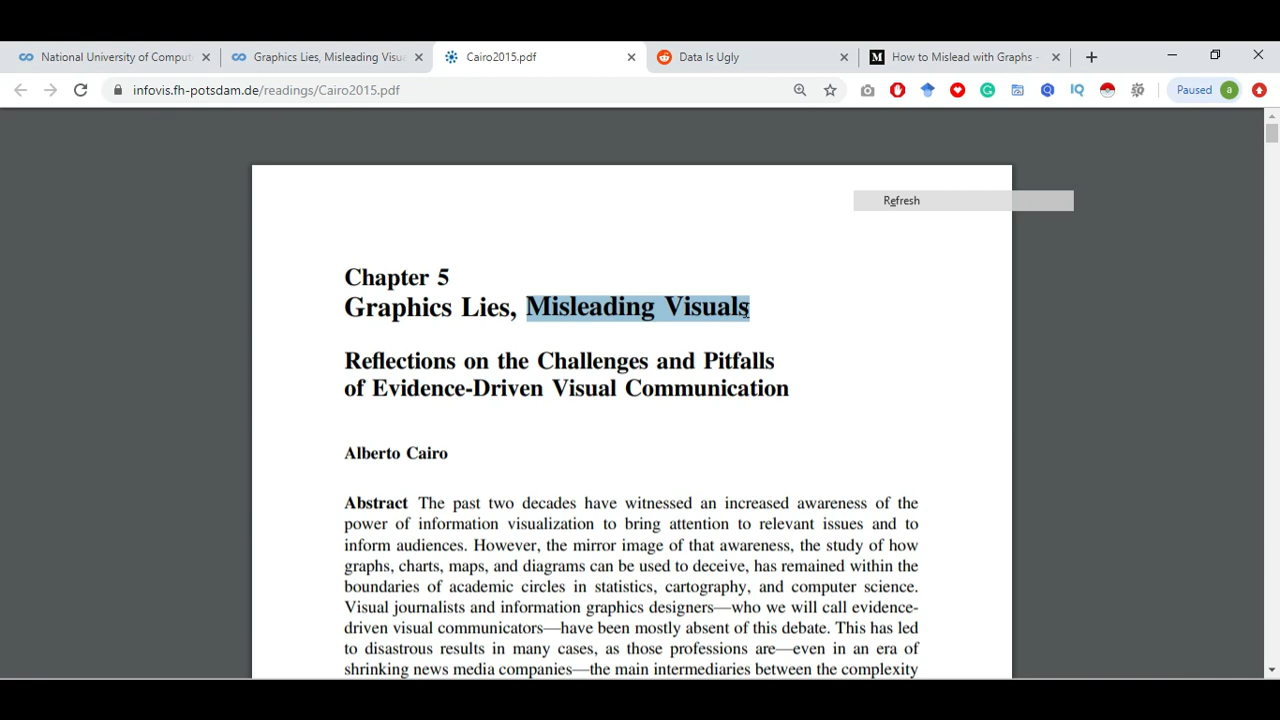 National University of Comput
Graphics Lies, Misleading Visu
Cairo2015.pdf
Data Is Ugly
How to Mislead with Graphs -
infovis.fh-potsdam.de/readings/Cairo2015.pdf
IQ
Paused
a
Refresh
Chapter 5
Graphics Lies, Misleading Visuals
Reflections on the Challenges and Pitfalls
of Evidence-Driven Visual Communication
Alberto Cairo
Abstract The past two decades have witnessed an increased awareness of the
power of information visualization to bring attention to relevant issues and to
inform audiences. However, the mirror image of that awareness, the study of how
graphs, charts, maps, and diagrams can be used to deceive, has remained within the
boundaries of academic circles in statistics, cartography, and computer science.
Visual journalists and information graphics designers—who we will call evidence-
driven visual communicators—have been mostly absent of this debate. This has led
to disastrous results in many cases, as those professions are—even in an era of
shrinking news media companies—the main intermediaries between the complexity